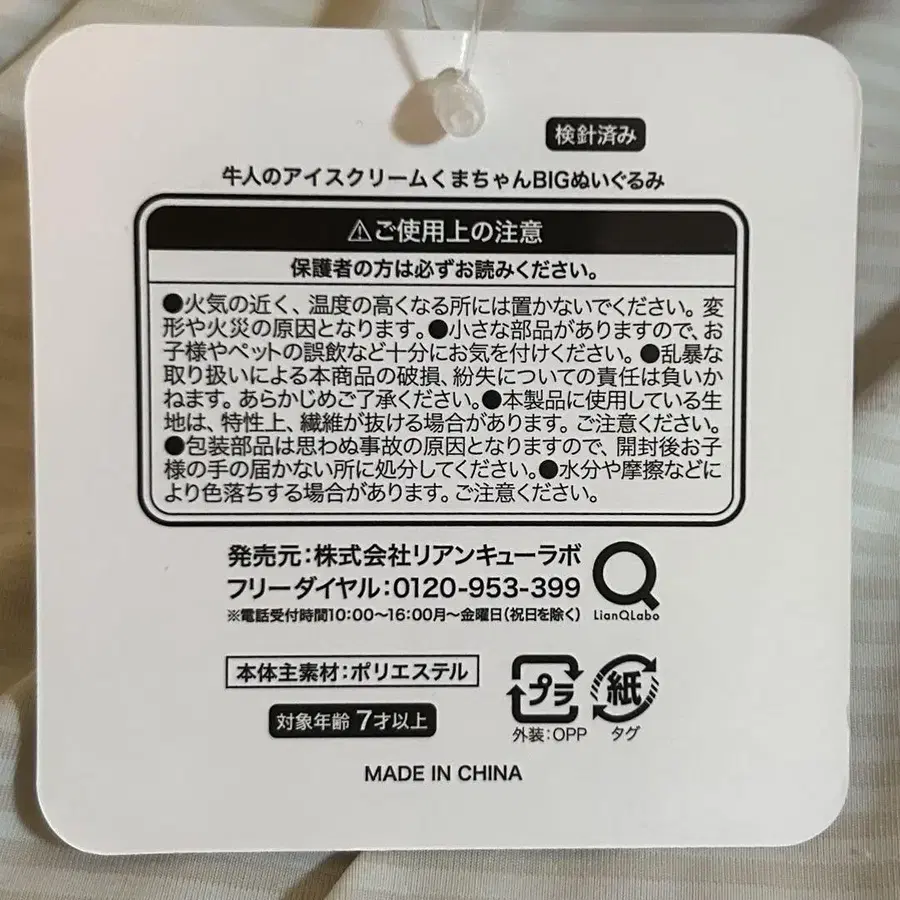 検針済み
牛人のアイスクリームくまちゃんBIGぬいぐるみ
⚠ご使用上の注意
保護者の方は必ずお読みください。
●火気の近く、温度の高くなる所には置かないでください。変
形や火災の原因となります。●小さな部品がありますので、お
子様やペットの誤飲など十分にお気を付けください。●乱暴な
取り扱いによる本商品の破損、紛失についての責任は負いか
ねます。あらかじめご了承ください。●本製品に使用している生
地は、特性上、繊維が抜ける場合があります。ご注意ください。
●包装部品は思わぬ事故の原因となりますので、開封後お子
様の手の届かない所に処分してください。●水分や摩擦などに
より色落ちする場合があります。ご注意ください。
発売元:株式会社リアンキューラボ
フリーダイヤル:0120-953-399
※電話受付時間10:00〜16:00月〜金曜日(祝日を除く)
LianQLabo
本体主素材:ポリエステル
対象年齢 7才以上
プラ
紙
外装:OPP
タグ
MADE IN CHINA